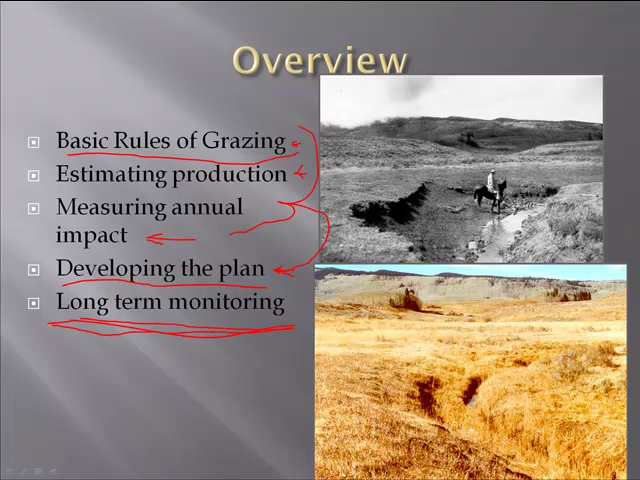 Overview
Basic Rules of Grazing
Estimating production
Measuring annual
impact
Developing the plan
Long term monitoring